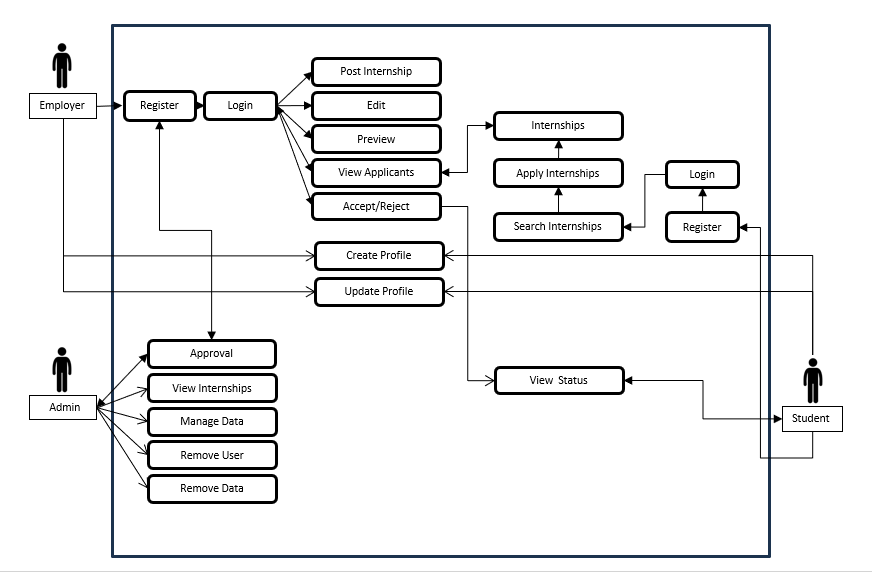 Employer
Register
Login
Post Internship
Edit
Preview
View Applicants
Accept/Reject
Internships
Apply Internships
Search Internships
Login
Register
Create Profile
Update Profile
Approval
View Internships
Manage Data
Remove User
Remove Data
Admin
View Status
Student